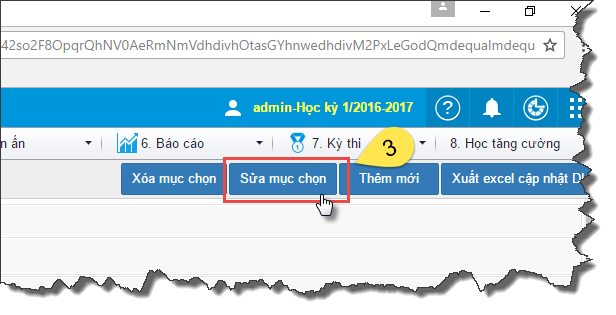 42so2F8OpqrQhNV0AeRmNmVdhdivhOtasGYhnwedhdivM2PxLeGodQmdequalmdequ
admin-Học kỳ 1/2016-2017
n ấn
6. Báo cáo
7. Kỳ thi
8. Học tăng cường
3
Xóa mục chọn
Sửa mục chọn
Thêm mới
Xuất excel cập nhật